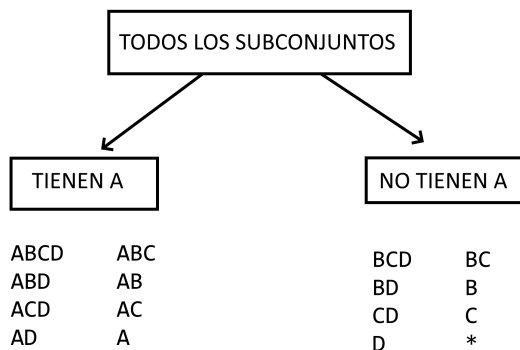 TODOS LOS SUBCONJUNTOS
TIENEN A
NO TIENEN A
ABCD ABC
ABD AB
ACD AC
AD A
BCD BC
BD B
CD C
D *